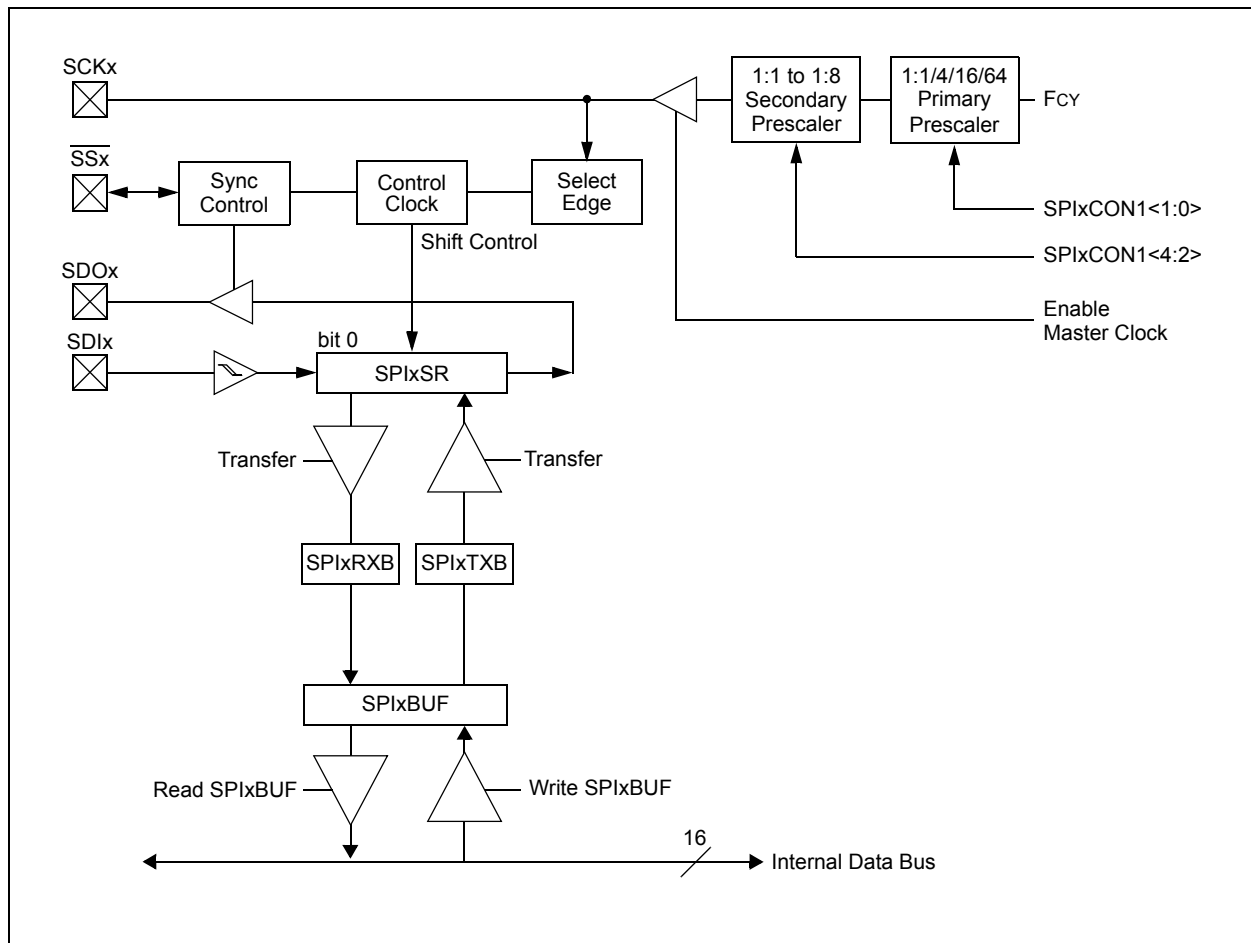 SCKx
1:1 to 1:8
Secondary
Prescaler
1:1/4/16/64
Primary
Prescaler
FCY
SSx
Sync
Control
Control
Clock
Select
Edge
SPIxCON1<1:0>
Shift Control
SPIxCON1<4:2>
SDOx
Enable
Master Clock
SDIx
bit 0
SPIxSR
Transfer
Transfer
SPIxRXB
SPIxTXB
SPIxBUF
Read SPIxBUF
Write SPIxBUF
16
Internal Data Bus